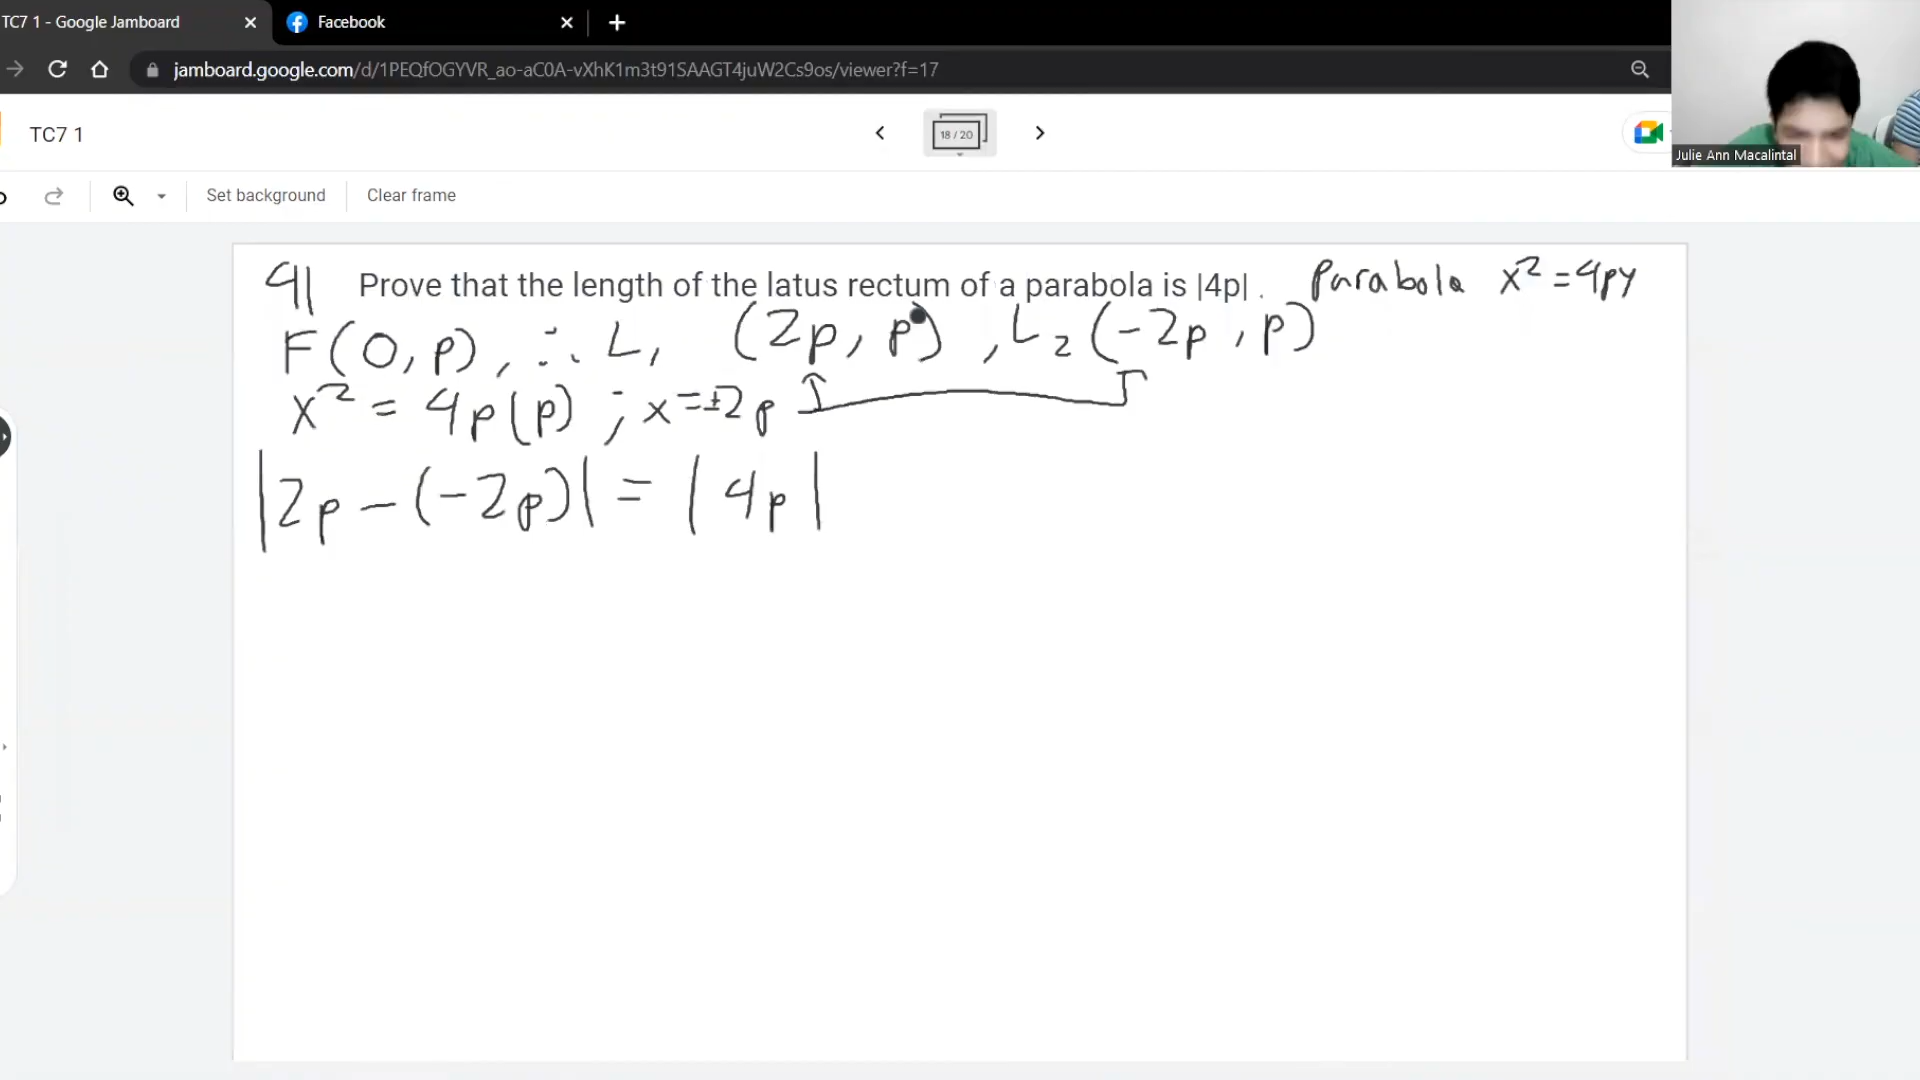 TC7 1 - Google Jamboard
Facebook
jamboard.google.com/d/1PEQfOGYVR_ao-aC0A-vXhK1m3t91SAAGT4juW2Cs9os/viewer?f=17
TC7 1
18 / 20
Julie Ann Macalintal
Set background
Clear frame
91 Prove that the length of the latus rectum of a parabola is |4p| . Parabola x² = 4py
F(0, p), ∴ L₁ (2p, p), L₂ (-2p, p)
x² = 4p(p) ; x = ±2p
|2p - (-2p)| = |4p|